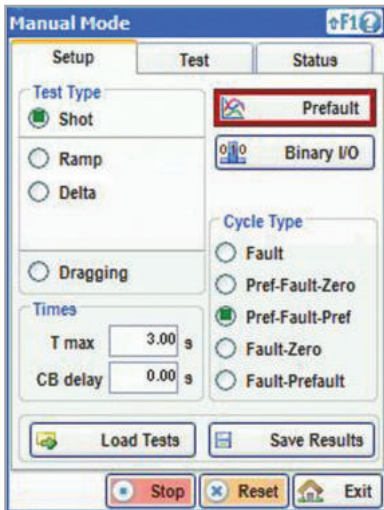 Manual Mode
F1
Setup
Test
Status
Test Type
Shot
Ramp
Delta
Dragging
Times
T max
3.00
s
CB delay
0.00
s
Prefault
Binary I/O
Cycle Type
Fault
Pref-Fault-Zero
Pref-Fault-Pref
Fault-Zero
Fault-Prefault
Load Tests
Save Results
Stop
Reset
Exit